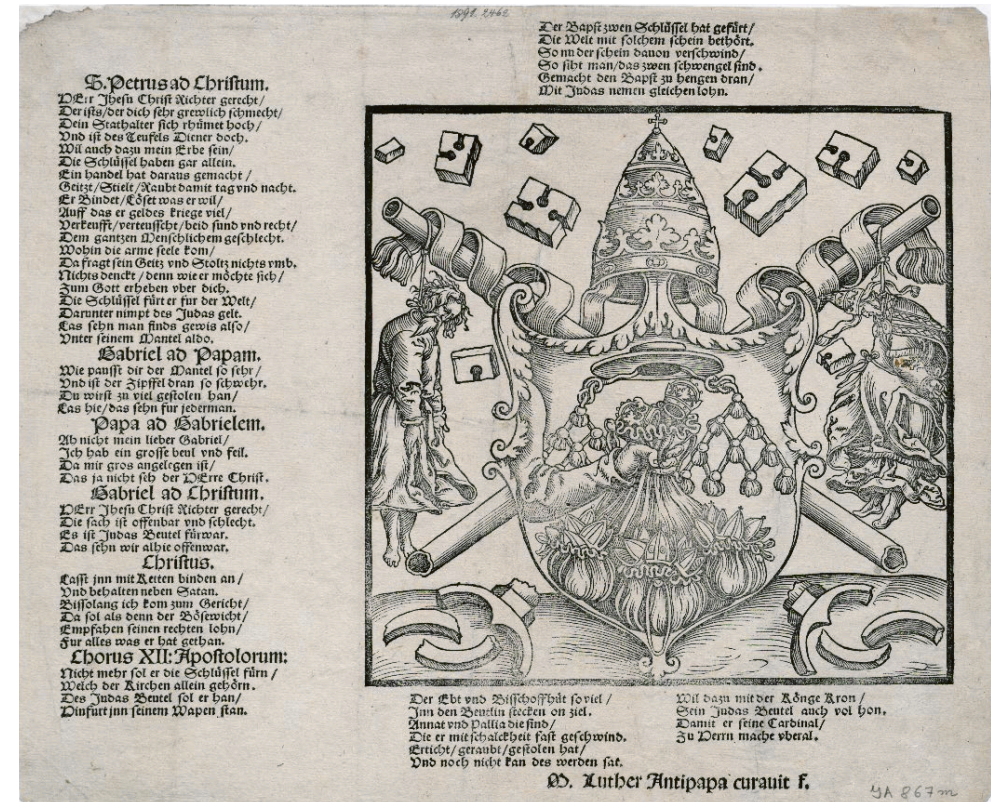 S. Petrus ad Christum.
HErr Jhesu Christ Richter gerecht/
Der ists/der dich sehr grewlich schmecht/
Dein Stathalter sich rhümet hoch/
Vnd ist des Teufels Diener doch.
Wil auch dazu mein Erbe sein/
Die Schlüssel haben gar allein.
Ein handel hat daraus gemacht/
Geitzt/Stielt/Raubt damit tag vnd nacht.
Er Bindet/Löset was er wil/
Auff das er geldes kriege viel/
Verkeufft/verteusscht/beid sund vnd recht/
Dem gantzen Menschlichem geschlecht.
Wohin die arme seele kom/
Da fragt sein Geitz vnd Stoltz nichts vmb.
Nichts denckt/denn wie er möchte sich/
Zum Gott erheben vber dich.
Die Schlüssel fürt er fur der Welt/
Darunter nimpt des Judas gelt.
Las sehn man finds gewis also/
Vnter seinem Mantel aldo.
Gabriel ad Papam.
Wie pausst dir der Mantel so sehr/
Vnd ist der Zipffel dran so schwehr.
Du wirst zu viel gestolen han/
Las hie/das sehn fur jederman.
Papa ad Gabrielem.
Ah nicht mein lieber Gabriel/
Jch hab ein grosse beul vnd feil.
Da mir gros angelegen ist/
Das ja nicht seh der HErre Christ.
Gabriel ad Christum.
HErr Jhesu Christ Richter gerecht/
Die sach ist offenbar vnd schlecht.
Es ist Judas Beutel fürwar.
Das sehn wir alhie offenwar.
Christus.
Lasst jnn mit Keiten binden an/
Vnd behalten neben Satan.
Bissolang ich kom zum Gericht/
Da sol als denn der Bösewicht/
Empfahen seinen rechten lohn/
Fur alles was er hat gethan.
Chorus XII: Apostolorum:
Nicht mehr sol er die Schlüssel fürn/
Welch der Kirchen allein gehörn.
Des Judas Beutel sol er han/
Hinfurt jnn seinem Wapen stan.
Der Bapst zwen Schlüssel hat gefürt/
Die Welt mit solchem schein bethört.
So nu der schein dauon verschwind/
So siht man/das zwen schwengel sind.
Gemacht den Bapst zu hengen dran/
Mit Judas nemen gleichen lohn.
Der Ebt vnd Bisschoffhüt so viel/
Jnn den Beutlin stecken on ziel.
Annat vnd Pallia die sind/
Die er mit schalckheit fast geschwind.
Erticht/geraubt/gestolen hat/
Vnd noch nicht kan des werden sat.
Wil dazu mit der Könge Kron/
Sein Judas Beutel auch vol hon.
Damit er seine Cardinal/
Zu Herrn mache vberal.
M. Luther Antipapa curauit f.
YA 867 m